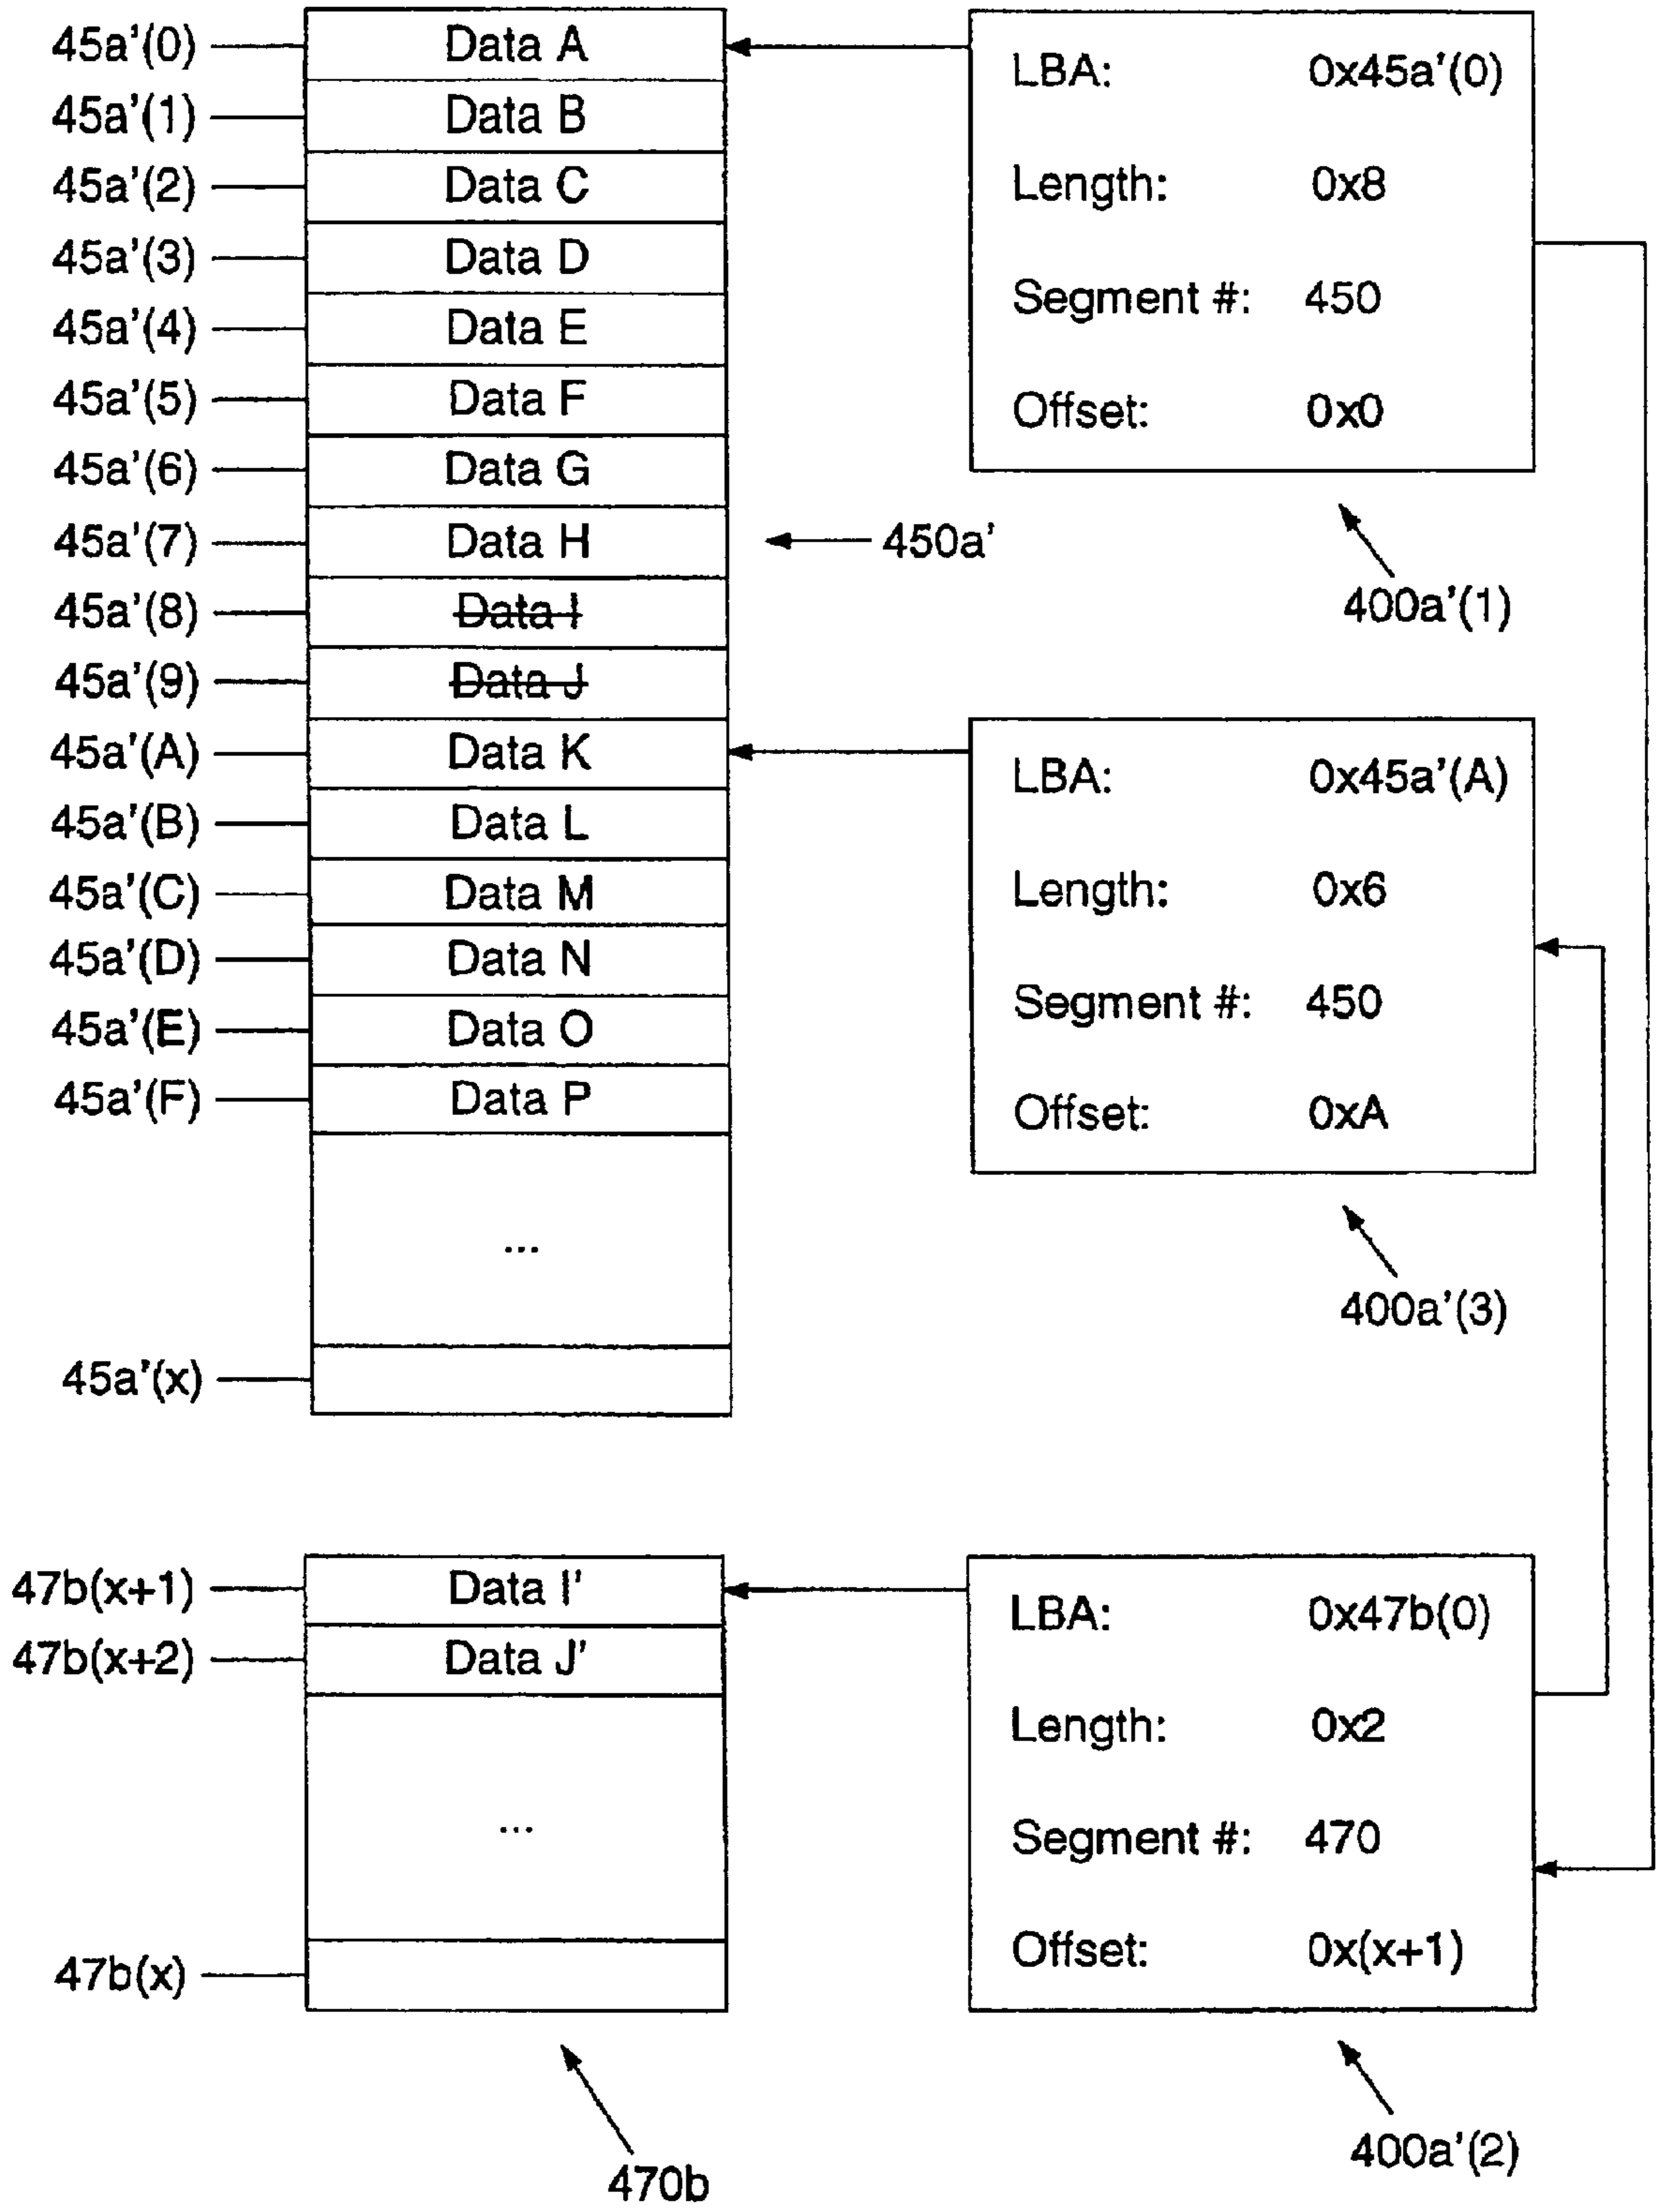 45a'(0) Data A
45a'(1) Data B
45a'(2) Data C
45a'(3) Data D
45a'(4) Data E
45a'(5) Data F
45a'(6) Data G
45a'(7) Data H
45a'(8) Data I
45a'(9) Data J
45a'(A) Data K
45a'(B) Data L
45a'(C) Data M
45a'(D) Data N
45a'(E) Data O
45a'(F) Data P
...
45a'(x)
450a'
LBA: 0x45a'(0)
Length: 0x8
Segment #: 450
Offset: 0x0
400a'(1)
LBA: 0x45a'(A)
Length: 0x6
Segment #: 450
Offset: 0xA
400a'(3)
47b(x+1) Data I'
47b(x+2) Data J'
...
47b(x)
470b
LBA: 0x47b(0)
Length: 0x2
Segment #: 470
Offset: 0x(x+1)
400a'(2)